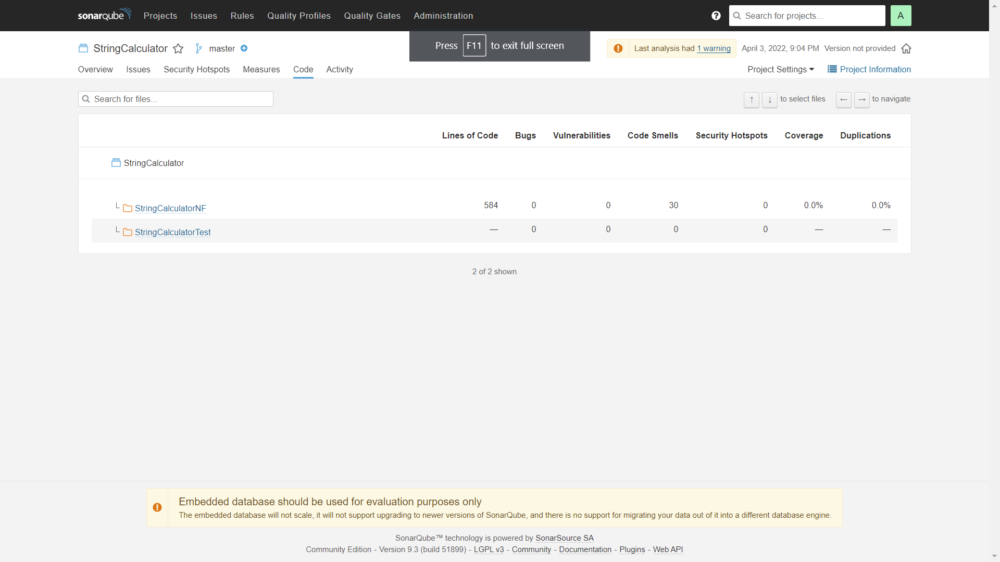 sonarqube Projects Issues Rules Quality Profiles Quality Gates Administration Search for projects... A
StringCalculator master Press F11 to exit full screen Last analysis had 1 warning April 3, 2022, 9:04 PM Version not provided
Overview Issues Security Hotspots Measures Code Activity Project Settings Project Information
Search for files... ↑ ↓ to select files ← → to navigate
Lines of Code Bugs Vulnerabilities Code Smells Security Hotspots Coverage Duplications
StringCalculator
StringCalculatorNF 584 0 0 30 0 0.0% 0.0%
StringCalculatorTest — 0 0 0 0 — —
2 of 2 shown
Embedded database should be used for evaluation purposes only
The embedded database will not scale, it will not support upgrading to newer versions of SonarQube, and there is no support for migrating your data out of it into a different database engine.
SonarQube™ technology is powered by SonarSource SA
Community Edition - Version 9.3 (build 51899) - LGPL v3 - Community - Documentation - Plugins - Web API